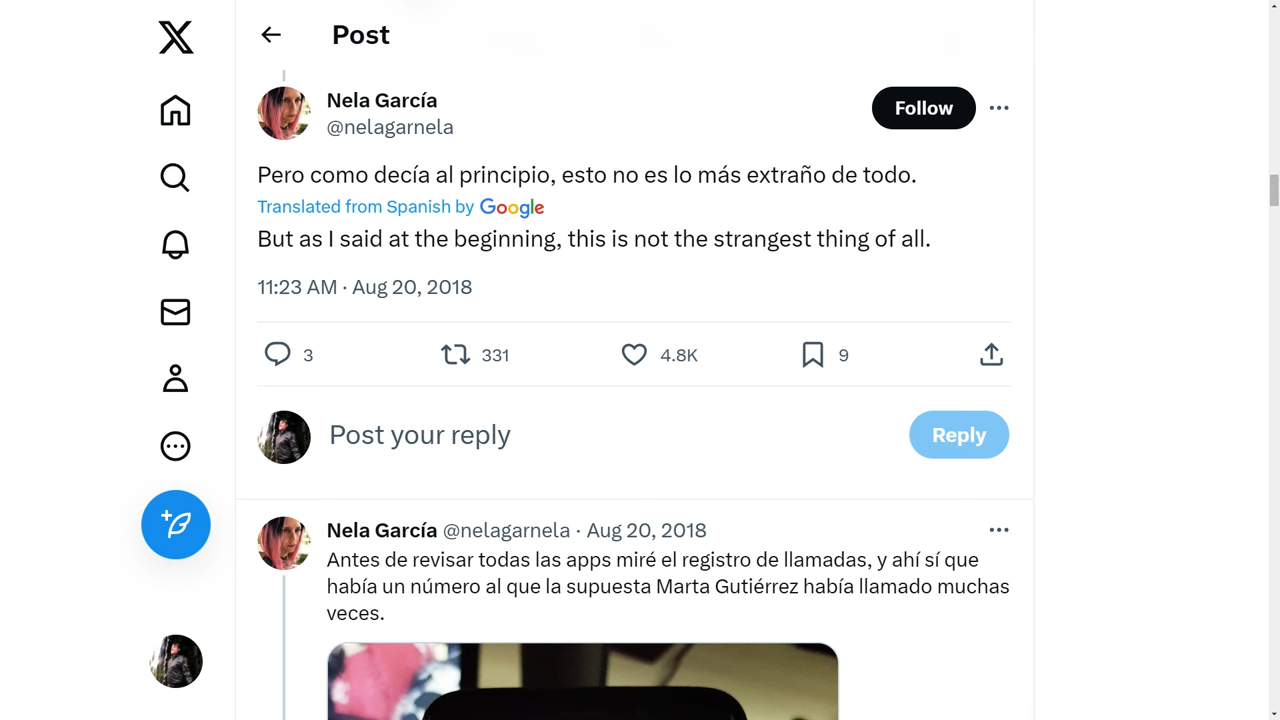 Post
Nela García
@nelagarnela
Follow
Pero como decía al principio, esto no es lo más extraño de todo.
Translated from Spanish by Google
But as I said at the beginning, this is not the strangest thing of all.
11:23 AM · Aug 20, 2018
3
331
4.8K
9
Post your reply
Reply
Nela García @nelagarnela · Aug 20, 2018
Antes de revisar todas las apps miré el registro de llamadas, y ahí sí que
había un número al que la supuesta Marta Gutiérrez había llamado muchas
veces.